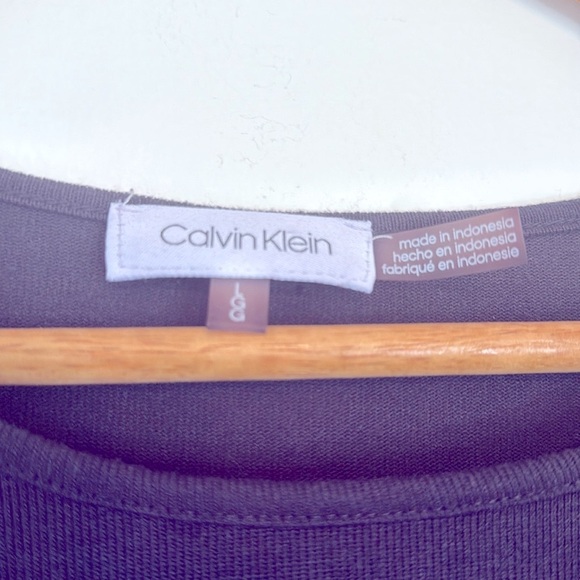 Calvin Klein
made in indonesia
hecho en indonesia
fabriqué en indonesie
L
G
G